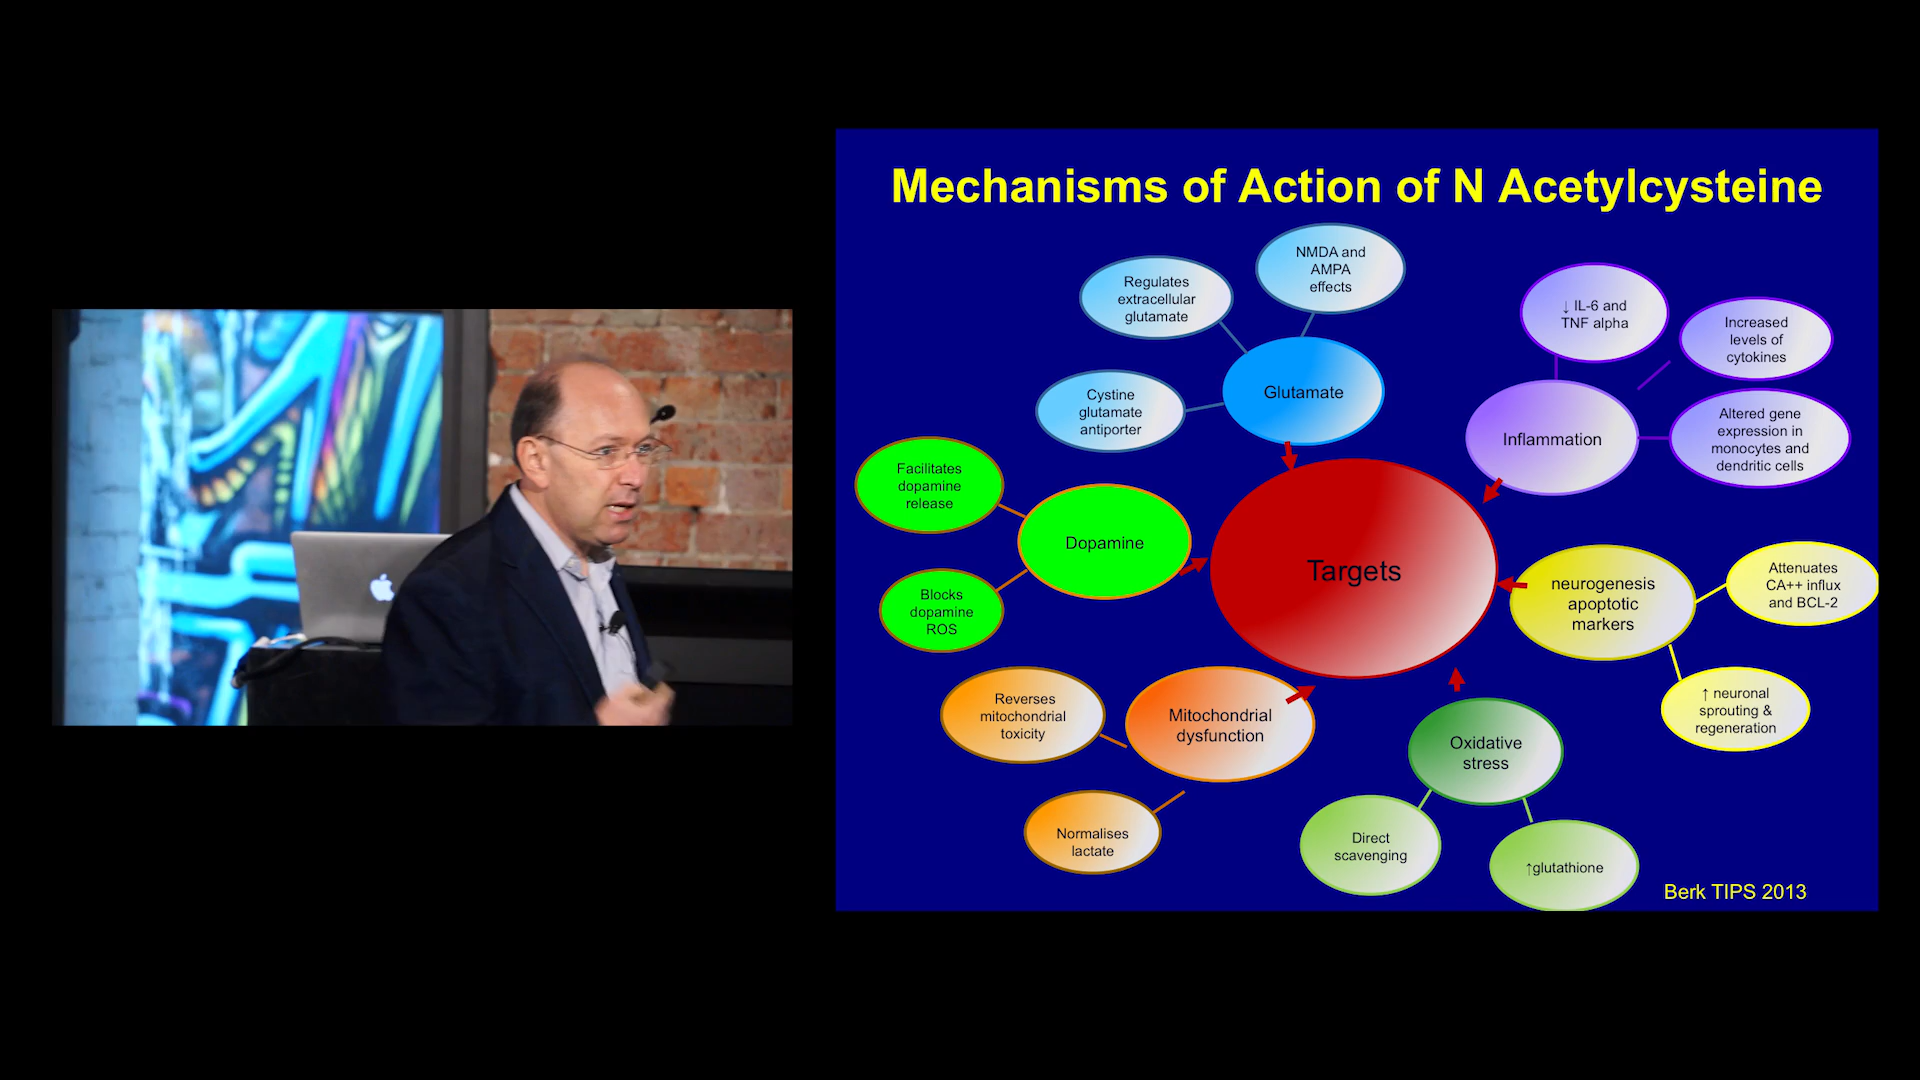 Mechanisms of Action of N Acetylcysteine
NMDA and
AMPA
effects
Regulates
extracellular
glutamate
Cystine
glutamate
antiporter
Glutamate
↓ IL-6 and
TNF alpha
Increased
levels of
cytokines
Altered gene
expression in
monocytes and
dendritic cells
Inflammation
Facilitates
dopamine
release
Dopamine
Blocks
dopamine
ROS
Targets
neurogenesis
apoptotic
markers
Attenuates
CA++ influx
and BCL-2
↑ neuronal
sprouting &
regeneration
Reverses
mitochondrial
toxicity
Mitochondrial
dysfunction
Normalises
lactate
Oxidative
stress
Direct
scavenging
↑glutathione
Berk TIPS 2013